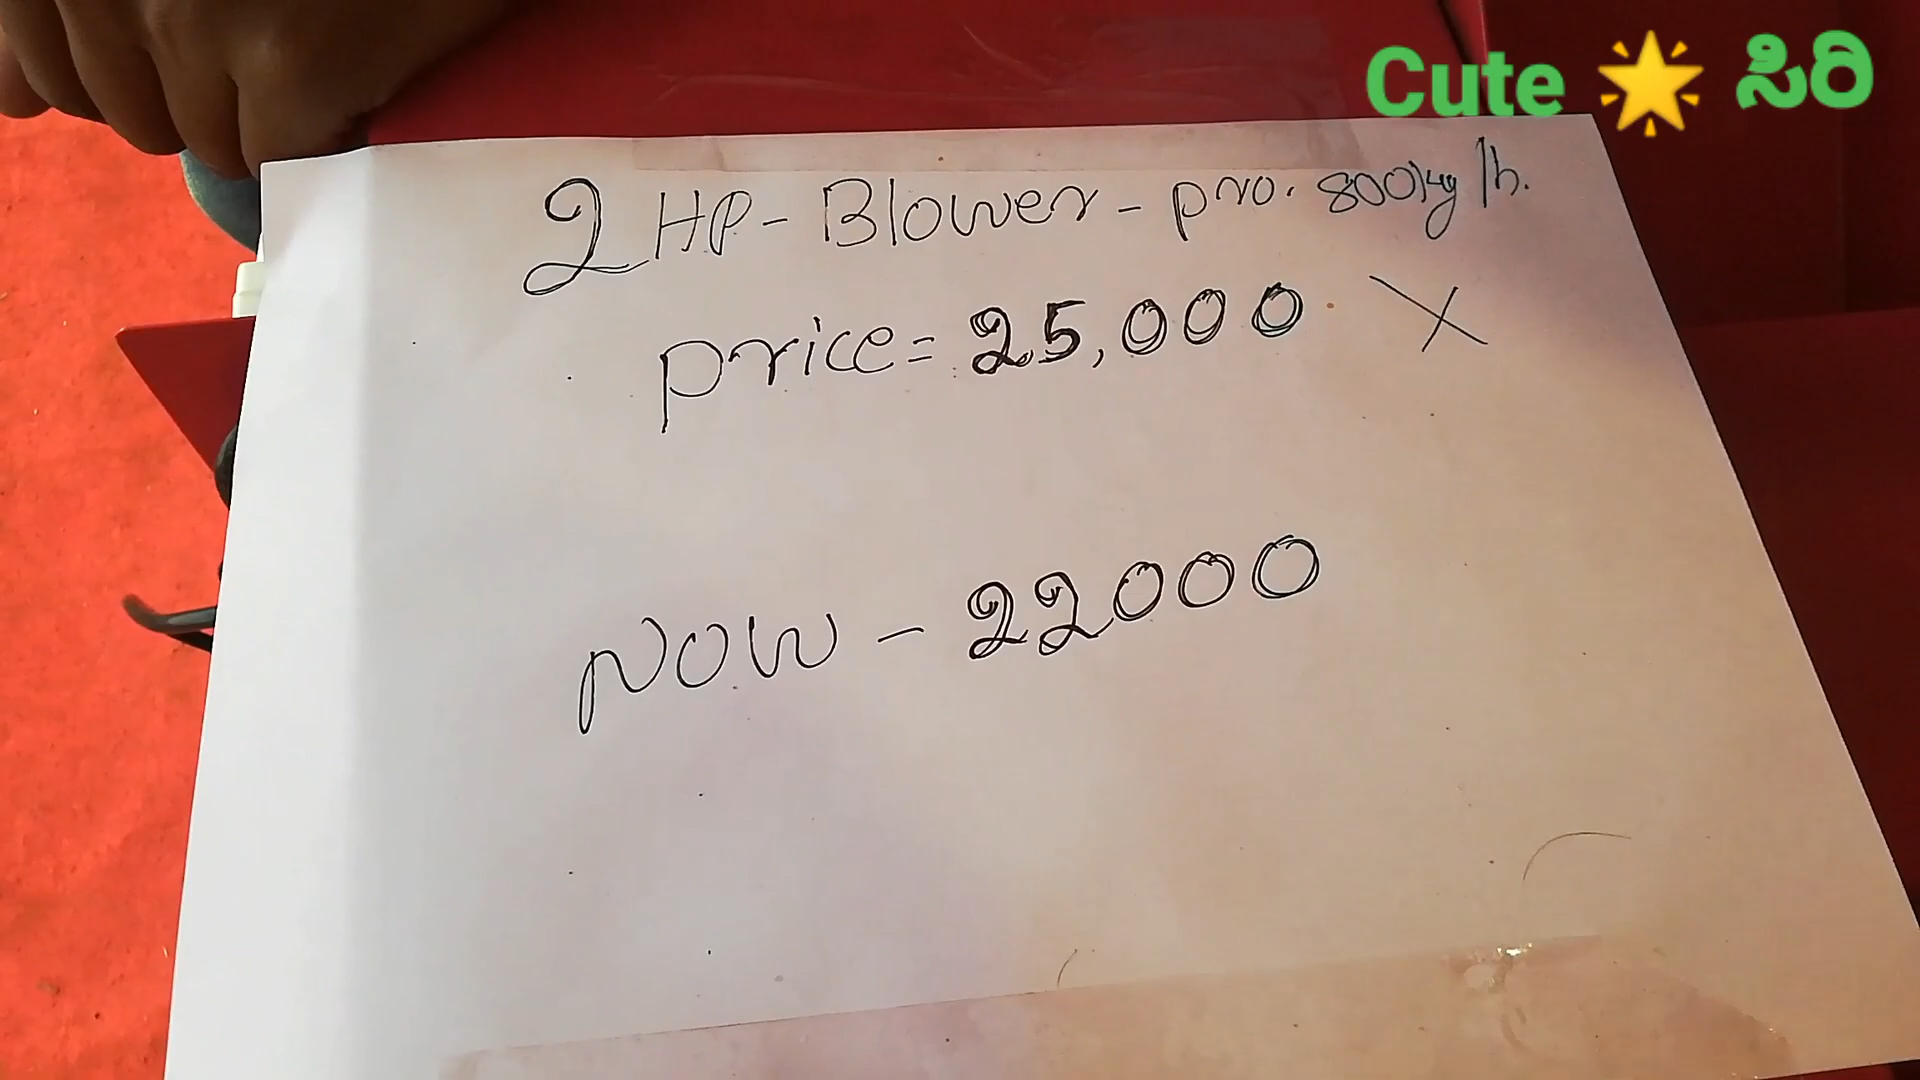 Cute 🌟 ಸಿರಿ
2 HP - Blower - pro. 800kg/h.
price = 25,000 X
NOW - 22000